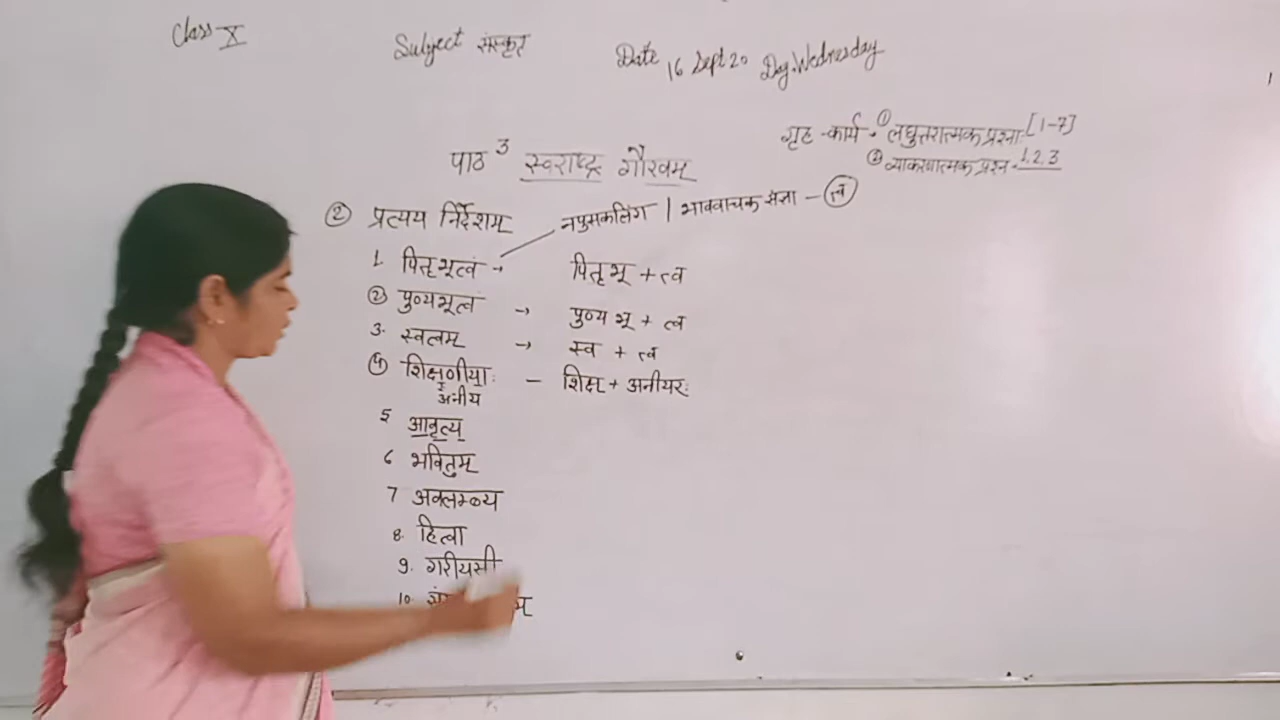 Class X
Subject संस्कृत
Date 16 Sept 20 Day. Wednesday
गृह-कार्य - ① लघुत्तरात्मक प्रश्नाः [1-7]
② व्याकरणात्मक प्रश्न - 1,2,3
पाठ 3 स्वराष्ट्र गौरवम्
② प्रत्यय निर्देशम्
नपुसकलिंग | भाववाचक संज्ञा - त्व
1. पितृभूत्वं → पितृभू + त्व
② पुण्यभूत्वं → पुण्य भू + त्व
3. स्वत्वम् → स्व + त्व
④ शिक्षणीयाः - शिक्ष + अनीयरः
अनीय
5 आवृत्य
6 भवितुम्
7 अवलम्ब्य
8. हित्वा
9. गरीयसी
10